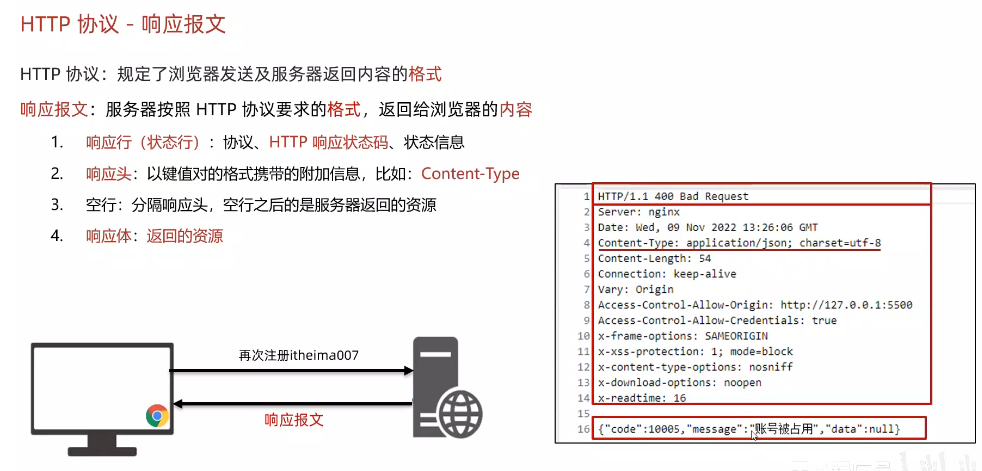 HTTP 协议 - 响应报文
HTTP 协议：规定了浏览器发送及服务器返回内容的格式
响应报文：服务器按照 HTTP 协议要求的格式，返回给浏览器的内容
1. 响应行（状态行）：协议、HTTP 响应状态码、状态信息
2. 响应头：以键值对的格式携带的附加信息，比如：Content-Type
3. 空行：分隔响应头，空行之后的是服务器返回的资源
4. 响应体：返回的资源
再次注册itheima007
响应报文
1 HTTP/1.1 400 Bad Request
2 Server: nginx
3 Date: Wed, 09 Nov 2022 13:26:06 GMT
4 Content-Type: application/json; charset=utf-8
5 Content-Length: 54
6 Connection: keep-alive
7 Vary: Origin
8 Access-Control-Allow-Origin: http://127.0.0.1:5500
9 Access-Control-Allow-Credentials: true
10 x-frame-options: SAMEORIGIN
11 x-xss-protection: 1; mode=block
12 x-content-type-options: nosniff
13 x-download-options: noopen
14 x-readtime: 16
15
16 {"code":10005,"message":"账号被占用","data":null}